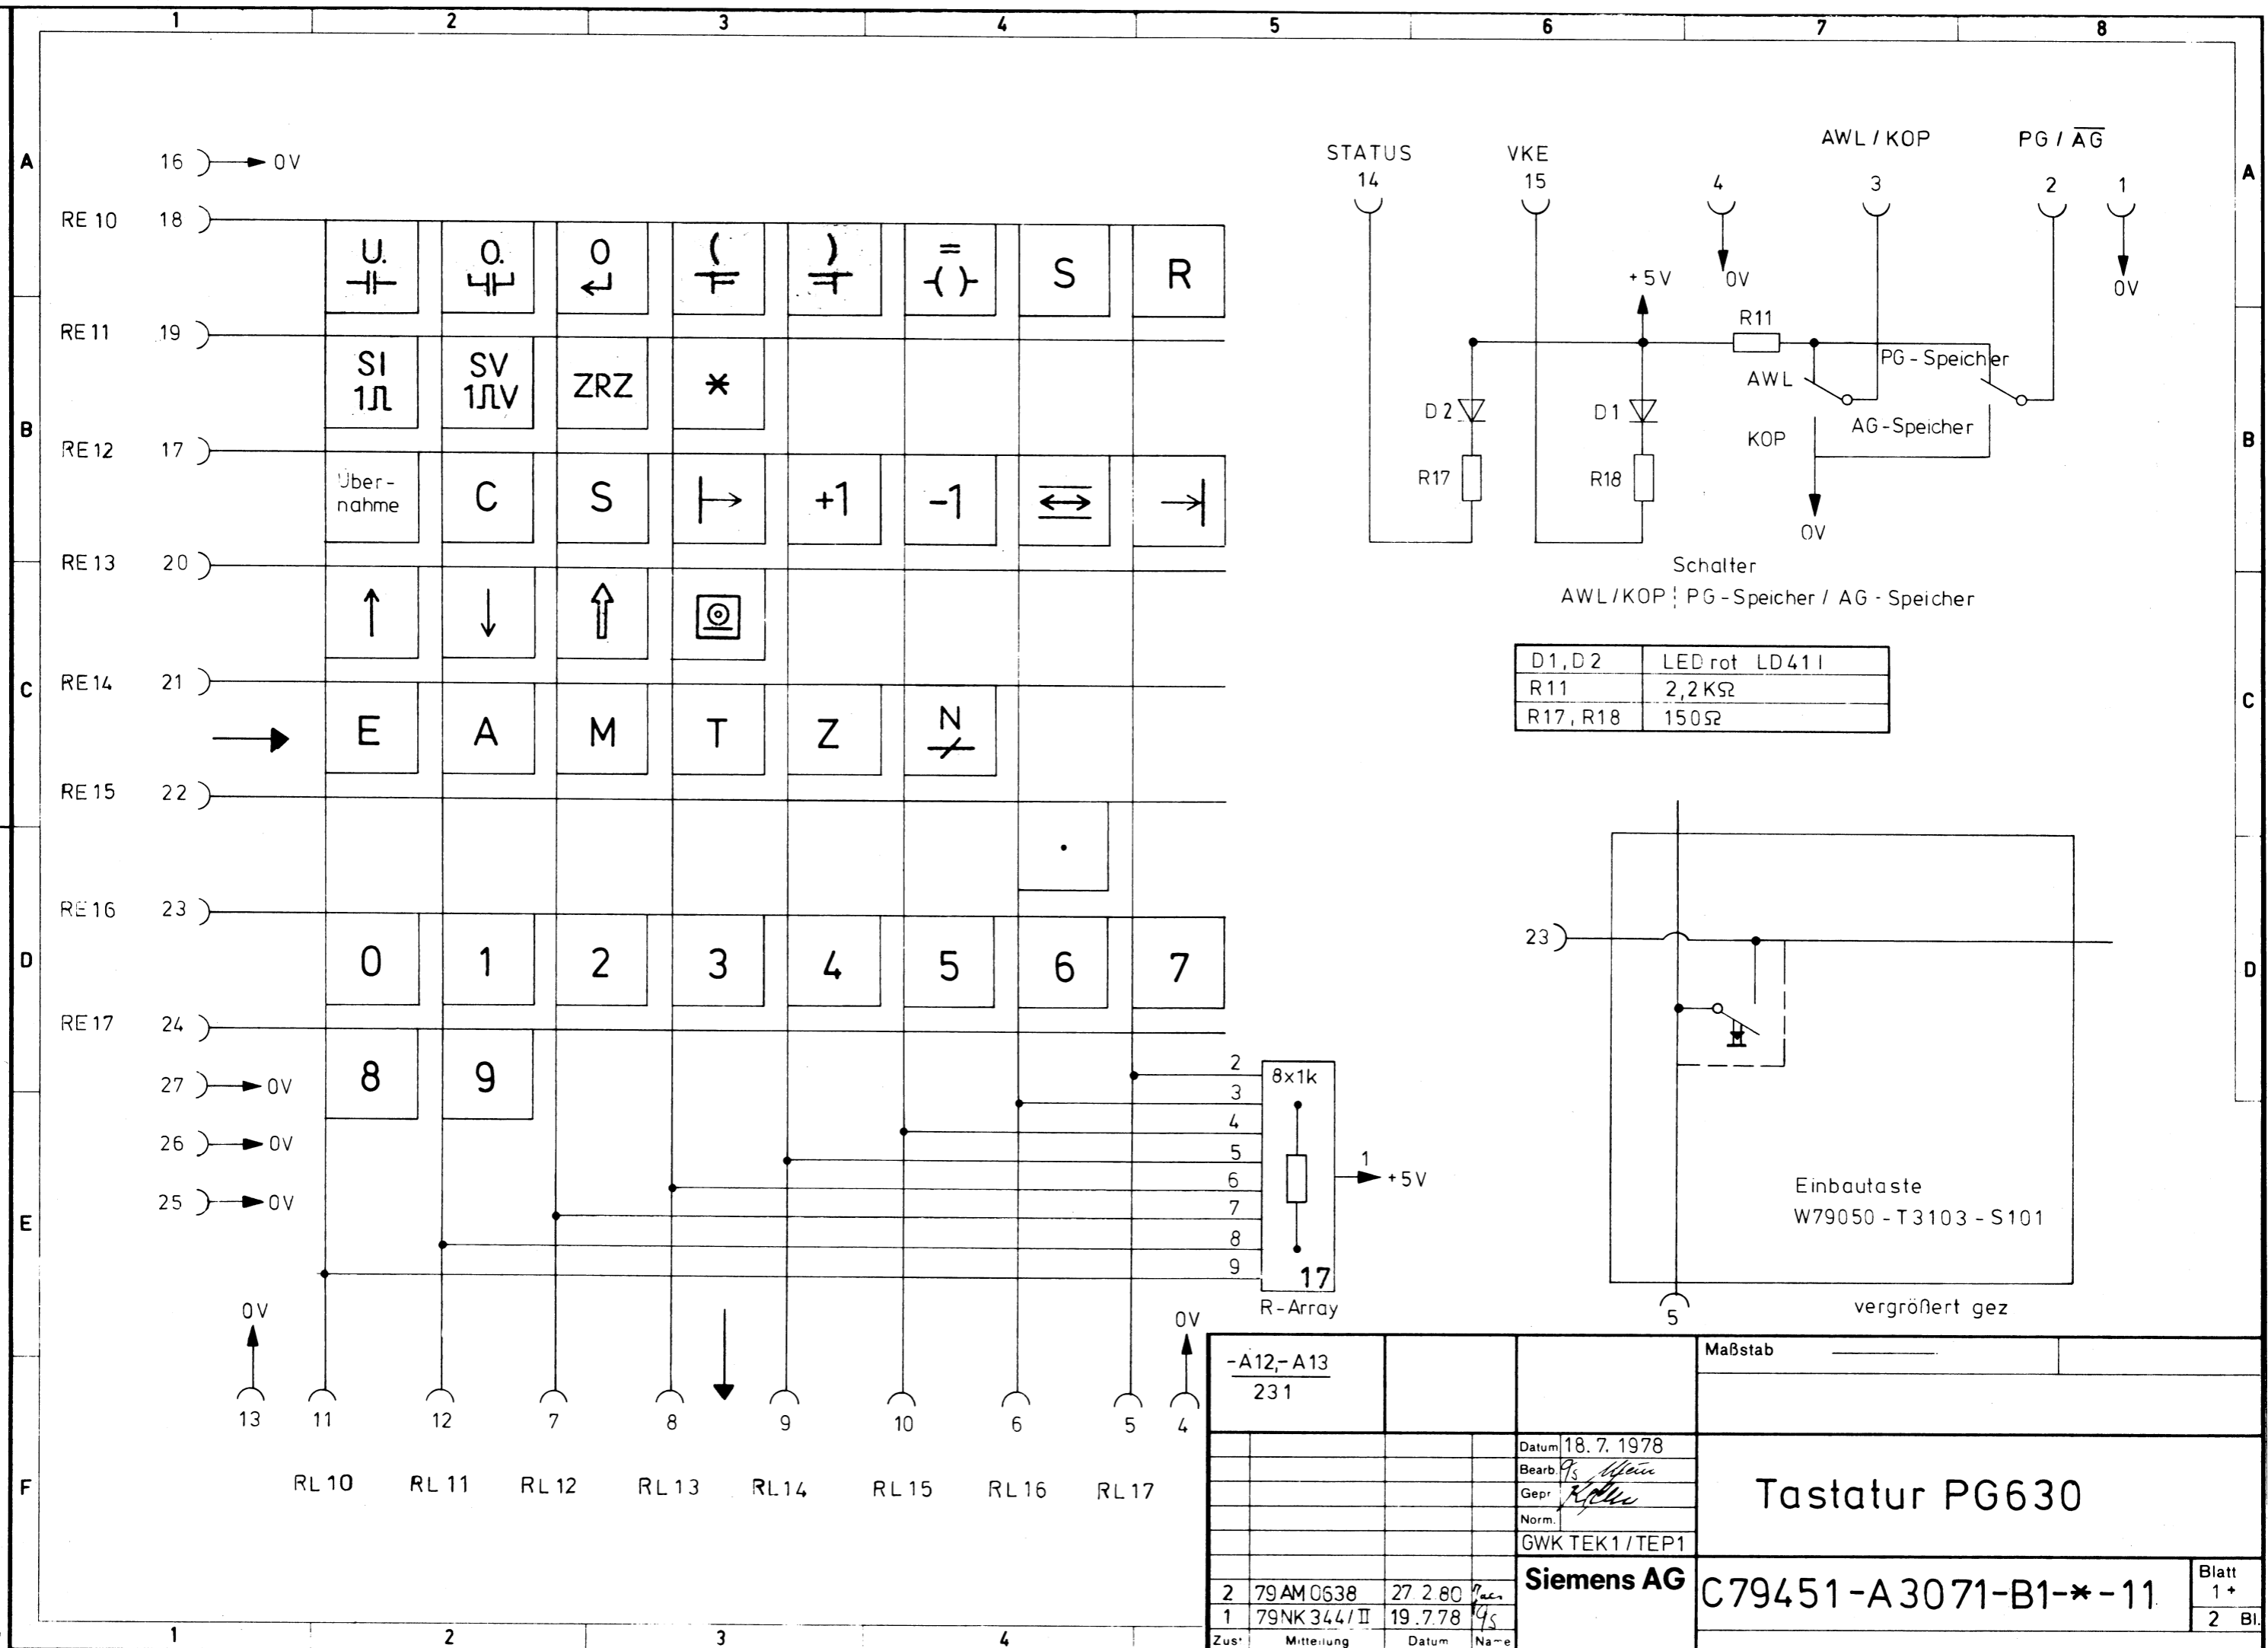 1 2 3 4 5 6 7 8
A 16 0V
RE 10 18
U. O. O ( ) = S R
-( )-
RE 11 19
SI SV ZRZ *
1 1 V
B
RE 12 17
Über- C S +1 -1
nahme
RE 13 20
C RE 14 21
E A M T Z N
RE 15 22
.
RE 16 23
D 0 1 2 3 4 5 6 7
RE 17 24
8 9
27 0V
26 0V
E 25 0V
2
3
4
5
6
7
8
9
8x1k
17
R-Array
1 +5V
0V 0V
13 11 12 7 8 9 10 6 5 4
F RL 10 RL 11 RL 12 RL 13 RL 14 RL 15 RL 16 RL 17
STATUS VKE AWL / KOP PG / AG
14 15 4 3 2 1 A
+5V 0V 0V
R11
PG-Speicher
AWL
D2 D1 AG-Speicher
KOP B
R17 R18
0V
Schalter
AWL/KOP ¦ PG-Speicher / AG-Speicher
D1, D2 LED rot LD41 I
R11 2,2KΩ
R17, R18 150Ω
C
23 D
Einbautaste
W79050-T3103-S101
5 vergrößert gez
-A12,-A13
231
Maßstab
Datum 18.7.1978
Bearb.
Gepr
Norm.
GWK TEK1/TEP1
Tastatur PG630
2 79AM0638 27.2.80
1 79NK344/II 19.7.78
Zust Mitteilung Datum Name
Siemens AG
C79451-A3071-B1-*-11
Blatt
1 +
2 Bl.
1 2 3 4